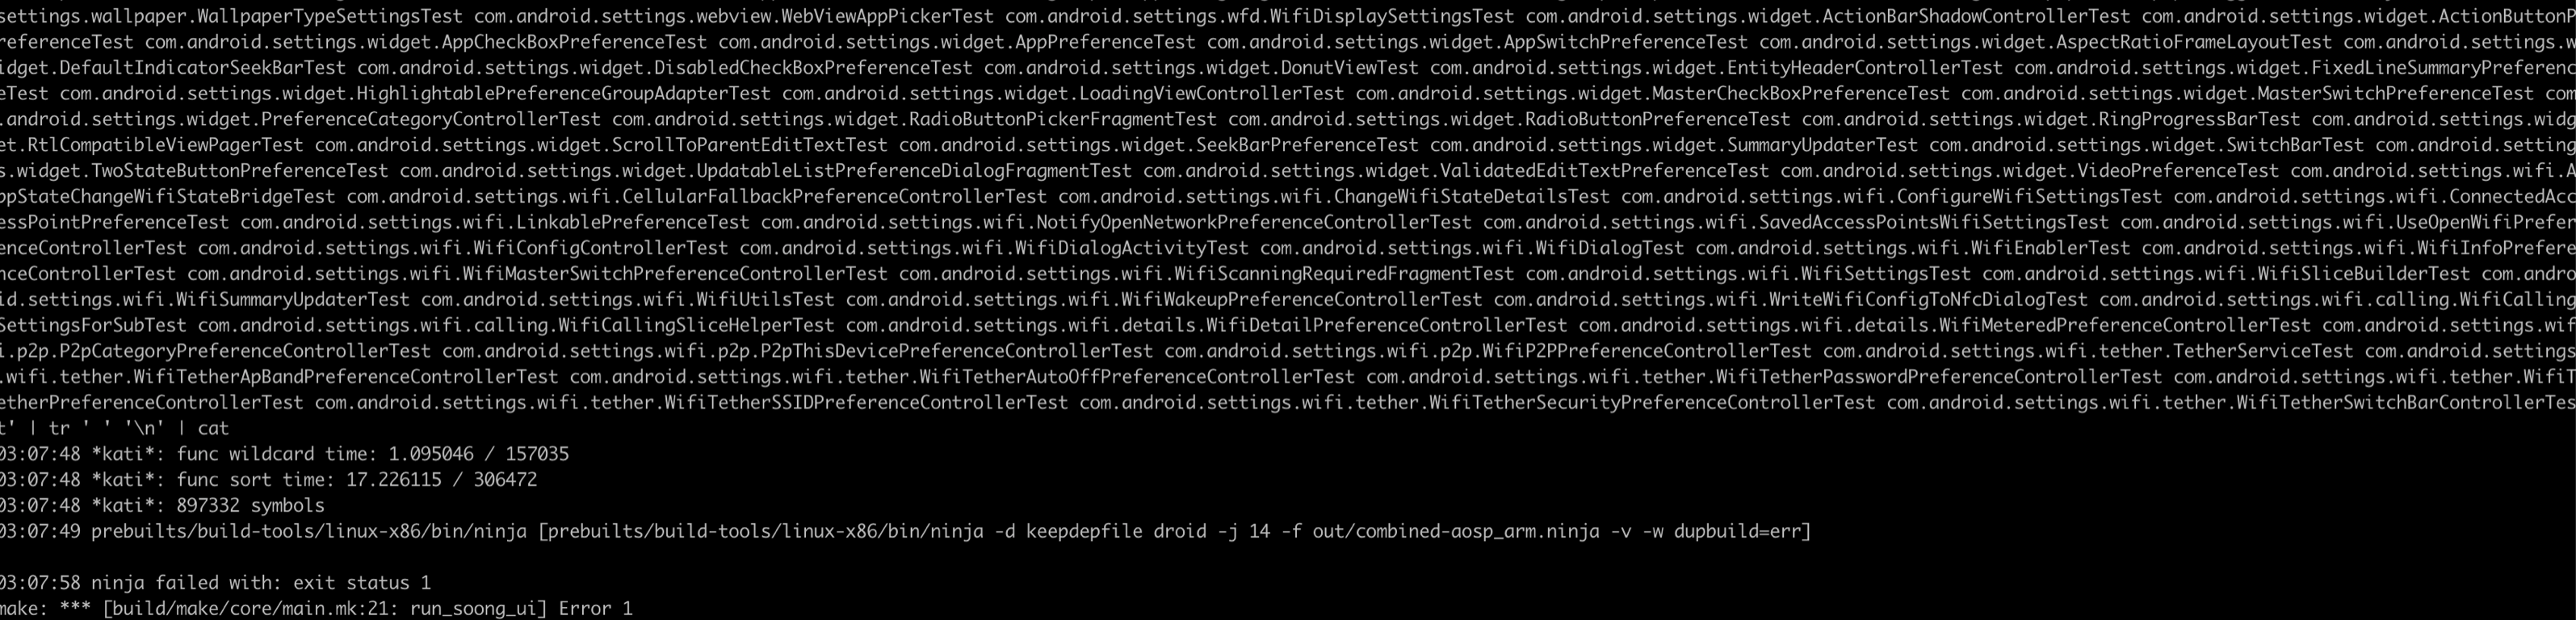 settings.wallpaper.WallpaperTypeSettingsTest com.android.settings.webview.WebViewAppPickerTest com.android.settings.wfd.WifiDisplaySettingsTest com.android.settings.widget.ActionBarShadowControllerTest com.android.settings.widget.ActionButtonP
referenceTest com.android.settings.widget.AppCheckBoxPreferenceTest com.android.settings.widget.AppPreferenceTest com.android.settings.widget.AppSwitchPreferenceTest com.android.settings.widget.AspectRatioFrameLayoutTest com.android.settings.w
idget.DefaultIndicatorSeekBarTest com.android.settings.widget.DisabledCheckBoxPreferenceTest com.android.settings.widget.DonutViewTest com.android.settings.widget.EntityHeaderControllerTest com.android.settings.widget.FixedLineSummaryPreferenc
eTest com.android.settings.widget.HighlightablePreferenceGroupAdapterTest com.android.settings.widget.LoadingViewControllerTest com.android.settings.widget.MasterCheckBoxPreferenceTest com.android.settings.widget.MasterSwitchPreferenceTest com
.android.settings.widget.PreferenceCategoryControllerTest com.android.settings.widget.RadioButtonPickerFragmentTest com.android.settings.widget.RadioButtonPreferenceTest com.android.settings.widget.RingProgressBarTest com.android.settings.widg
et.RtlCompatibleViewPagerTest com.android.settings.widget.ScrollToParentEditTextTest com.android.settings.widget.SeekBarPreferenceTest com.android.settings.widget.SummaryUpdaterTest com.android.settings.widget.SwitchBarTest com.android.setting
s.widget.TwoStateButtonPreferenceTest com.android.settings.widget.UpdatableListPreferenceDialogFragmentTest com.android.settings.widget.ValidatedEditTextPreferenceTest com.android.settings.widget.VideoPreferenceTest com.android.settings.wifi.A
ppStateChangeWifiStateBridgeTest com.android.settings.wifi.CellularFallbackPreferenceControllerTest com.android.settings.wifi.ChangeWifiStateDetailsTest com.android.settings.wifi.ConfigureWifiSettingsTest com.android.settings.wifi.ConnectedAcc
essPointPreferenceTest com.android.settings.wifi.LinkablePreferenceTest com.android.settings.wifi.NotifyOpenNetworkPreferenceControllerTest com.android.settings.wifi.SavedAccessPointsWifiSettingsTest com.android.settings.wifi.UseOpenWifiPrefer
enceControllerTest com.android.settings.wifi.WifiConfigControllerTest com.android.settings.wifi.WifiDialogActivityTest com.android.settings.wifi.WifiDialogTest com.android.settings.wifi.WifiEnablerTest com.android.settings.wifi.WifiInfoPrefere
nceControllerTest com.android.settings.wifi.WifiMasterSwitchPreferenceControllerTest com.android.settings.wifi.WifiScanningRequiredFragmentTest com.android.settings.wifi.WifiSettingsTest com.android.settings.wifi.WifiSliceBuilderTest com.andro
id.settings.wifi.WifiSummaryUpdaterTest com.android.settings.wifi.WifiUtilsTest com.android.settings.wifi.WifiWakeupPreferenceControllerTest com.android.settings.wifi.WriteWifiConfigToNfcDialogTest com.android.settings.wifi.calling.WifiCalling
SettingsForSubTest com.android.settings.wifi.calling.WifiCallingSliceHelperTest com.android.settings.wifi.details.WifiDetailPreferenceControllerTest com.android.settings.wifi.details.WifiMeteredPreferenceControllerTest com.android.settings.wif
i.p2p.P2pCategoryPreferenceControllerTest com.android.settings.wifi.p2p.P2pThisDevicePreferenceControllerTest com.android.settings.wifi.p2p.WifiP2PPreferenceControllerTest com.android.settings.wifi.tether.TetherServiceTest com.android.settings
.wifi.tether.WifiTetherApBandPreferenceControllerTest com.android.settings.wifi.tether.WifiTetherAutoOffPreferenceControllerTest com.android.settings.wifi.tether.WifiTetherPasswordPreferenceControllerTest com.android.settings.wifi.tether.WifiT
etherPreferenceControllerTest com.android.settings.wifi.tether.WifiTetherSSIDPreferenceControllerTest com.android.settings.wifi.tether.WifiTetherSecurityPreferenceControllerTest com.android.settings.wifi.tether.WifiTetherSwitchBarControllerTes
t' | tr ' ' '\n' | cat
03:07:48 *kati*: func wildcard time: 1.095046 / 157035
03:07:48 *kati*: func sort time: 17.226115 / 306472
03:07:48 *kati*: 897332 symbols
03:07:49 prebuilts/build-tools/linux-x86/bin/ninja [prebuilts/build-tools/linux-x86/bin/ninja -d keepdepfile droid -j 14 -f out/combined-aosp_arm.ninja -v -w dupbuild=err]
03:07:58 ninja failed with: exit status 1
make: *** [build/make/core/main.mk:21: run_soong_ui] Error 1